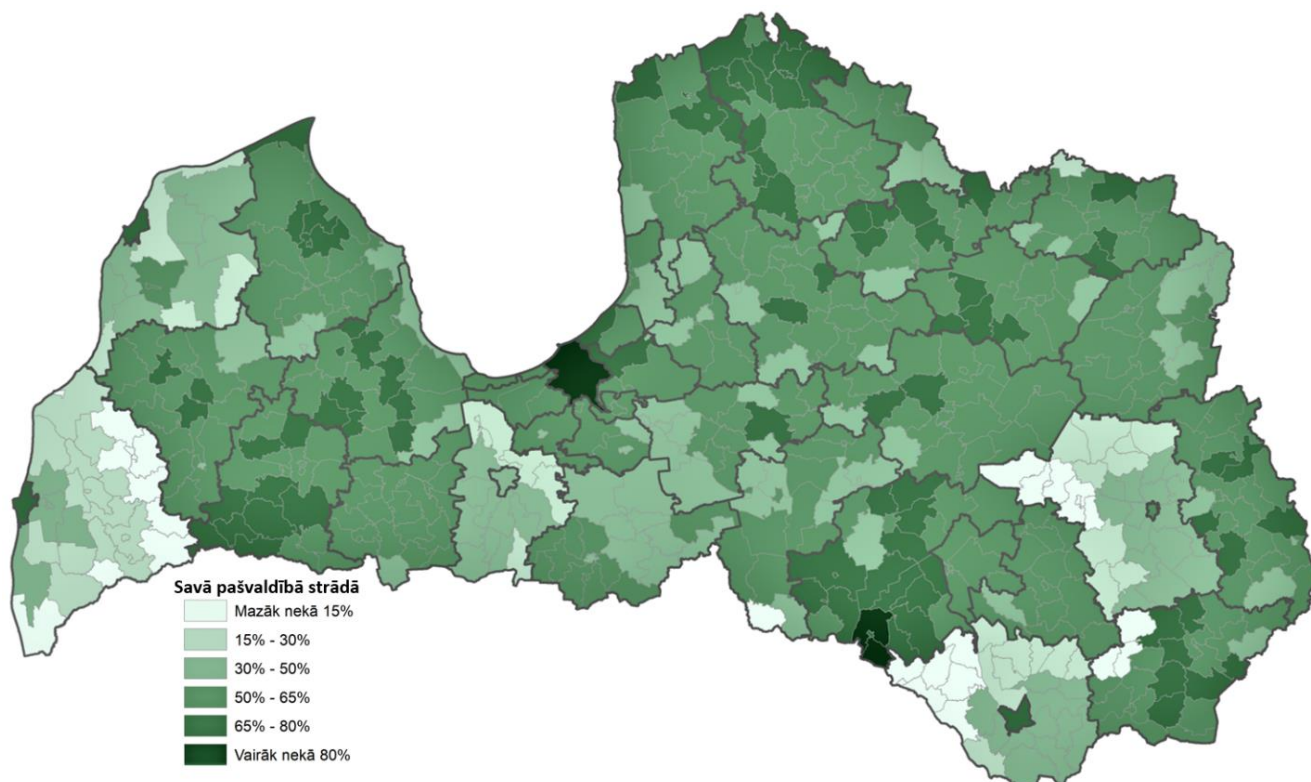 Savā pašvaldībā strādā
Mazāk nekā 15%
15% - 30%
30% - 50%
50% - 65%
65% - 80%
Vairāk nekā 80%